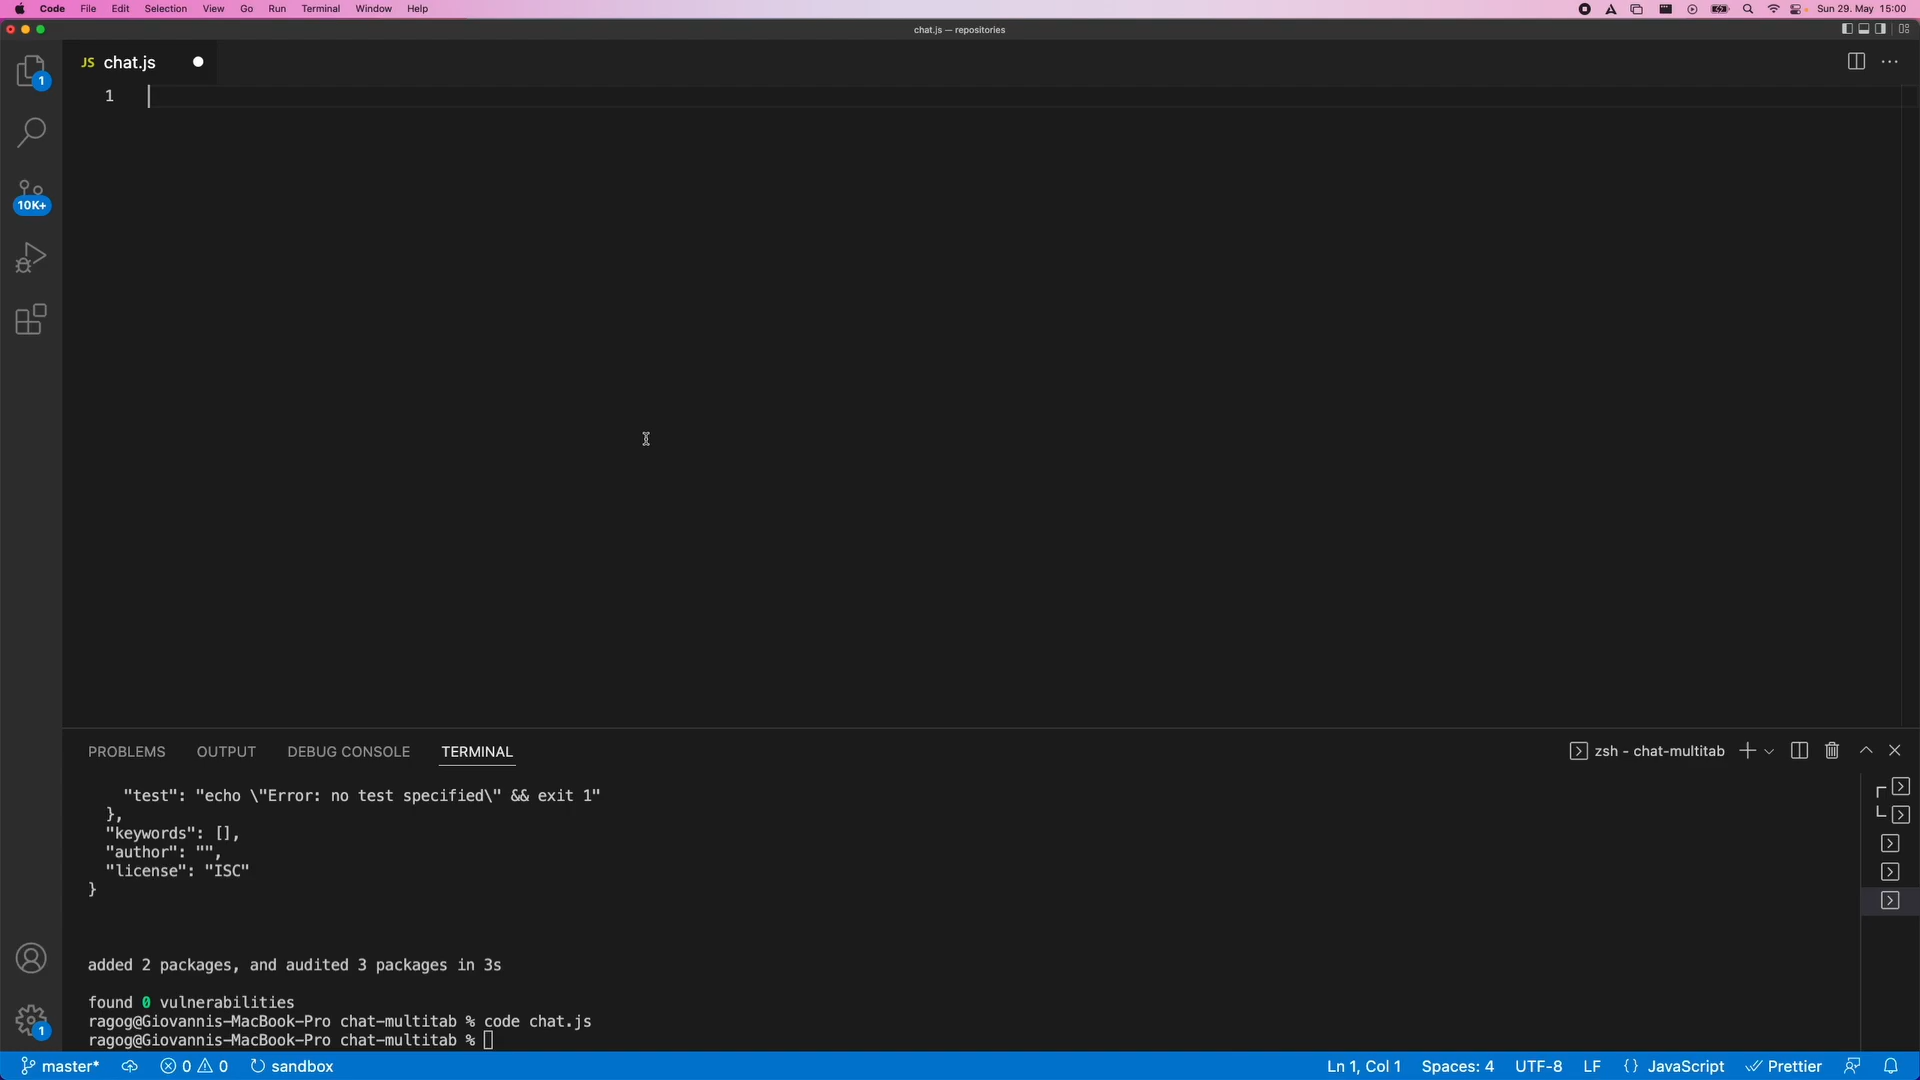 Code File Edit Selection View Go Run Terminal Window Help Sun 29. May 15:00
chat.js — repositories
1 JS chat.js
1
10K+
PROBLEMS OUTPUT DEBUG CONSOLE TERMINAL zsh - chat-multitab
"test": "echo \"Error: no test specified\" && exit 1"
},
"keywords": [],
"author": "",
"license": "ISC"
}
added 2 packages, and audited 3 packages in 3s
found 0 vulnerabilities
ragog@Giovannis-MacBook-Pro chat-multitab % code chat.js
ragog@Giovannis-MacBook-Pro chat-multitab %
1
master* 0 0 sandbox Ln 1, Col 1 Spaces: 4 UTF-8 LF {} JavaScript Prettier